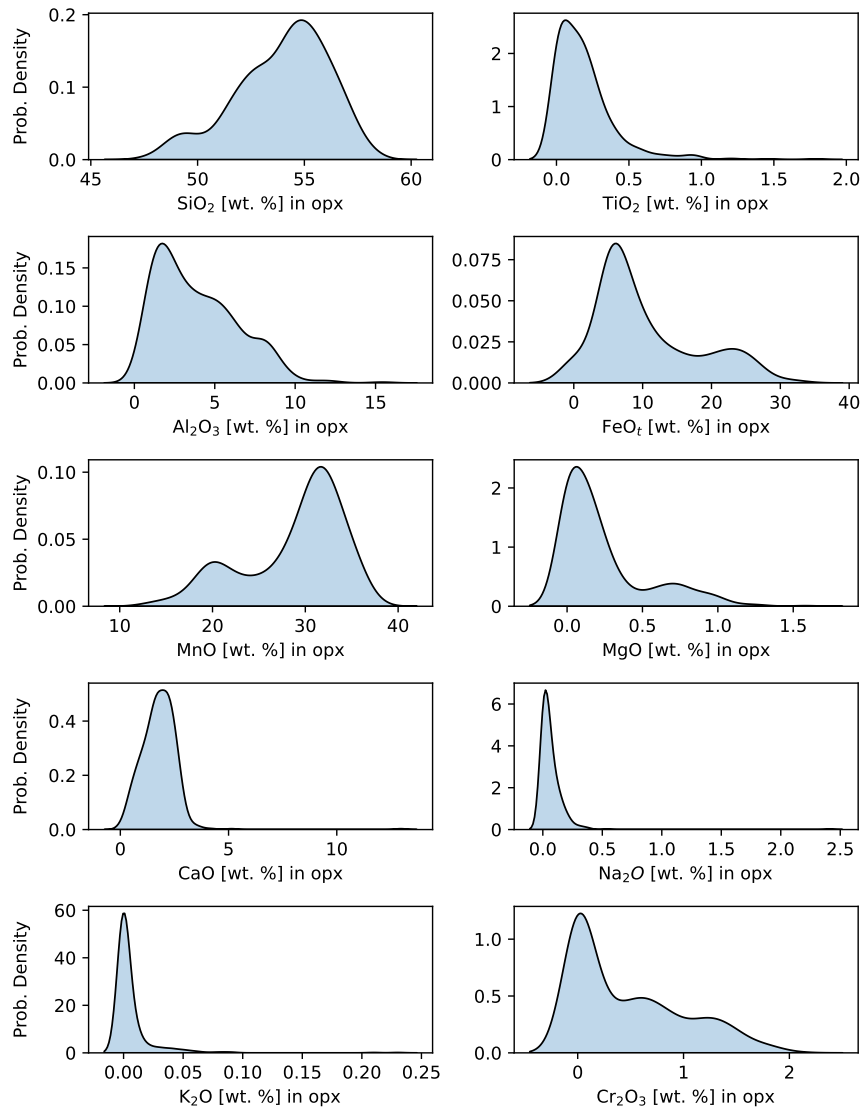 0.2
0.1
0.0
Prob. Density
45 50 55 60
SiO₂ [wt. %] in opx
2
1
0
0.0 0.5 1.0 1.5 2.0
TiO₂ [wt. %] in opx
0.15
0.10
0.05
0.00
Prob. Density
0 5 10 15
Al₂O₃ [wt. %] in opx
0.075
0.050
0.025
0.000
0 10 20 30 40
FeOₜ [wt. %] in opx
0.10
0.05
0.00
Prob. Density
10 20 30 40
MnO [wt. %] in opx
2
1
0
0.0 0.5 1.0 1.5
MgO [wt. %] in opx
0.4
0.2
0.0
Prob. Density
0 5 10
CaO [wt. %] in opx
6
4
2
0
0.0 0.5 1.0 1.5 2.0 2.5
Na₂O [wt. %] in opx
60
40
20
0
Prob. Density
0.00 0.05 0.10 0.15 0.20 0.25
K₂O [wt. %] in opx
1.0
0.5
0.0
0 1 2
Cr₂O₃ [wt. %] in opx